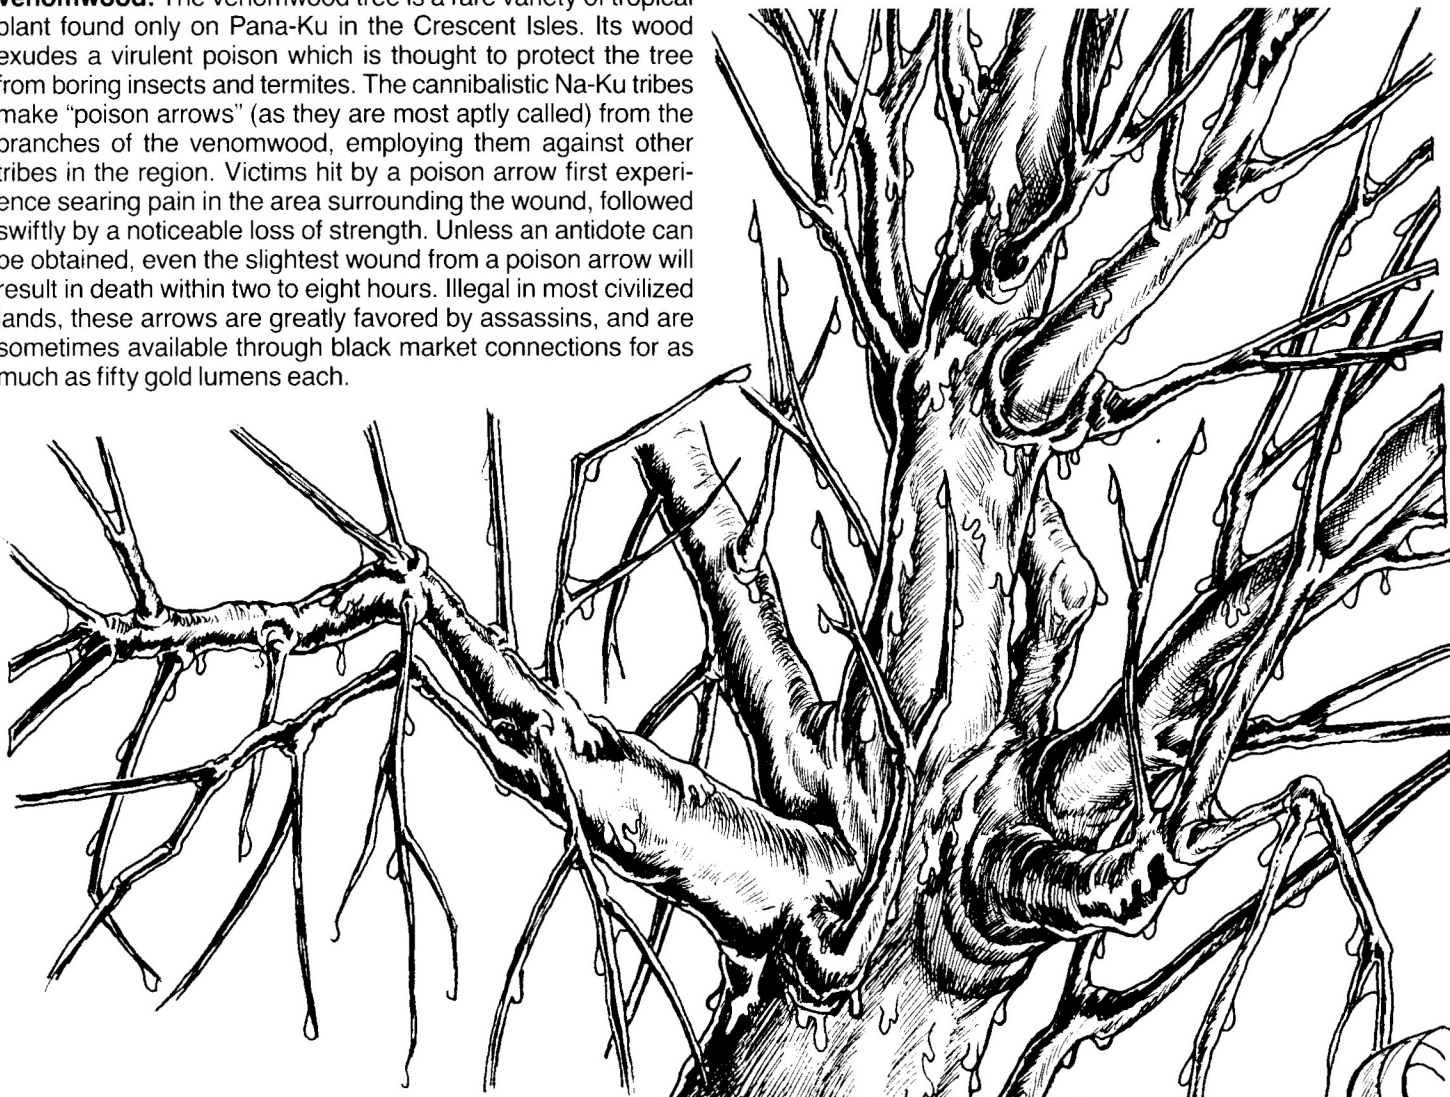 Venomwood: The venomwood tree is a rare variety of tropical
plant found only on Pana-Ku in the Crescent Isles. Its wood
exudes a virulent poison which is thought to protect the tree
from boring insects and termites. The cannibalistic Na-Ku tribes
make “poison arrows” (as they are most aptly called) from the
branches of the venomwood, employing them against other
tribes in the region. Victims hit by a poison arrow first experi-
ence searing pain in the area surrounding the wound, followed
swiftly by a noticeable loss of strength. Unless an antidote can
be obtained, even the slightest wound from a poison arrow will
result in death within two to eight hours. Illegal in most civilized
lands, these arrows are greatly favored by assassins, and are
sometimes available through black market connections for as
much as fifty gold lumens each.